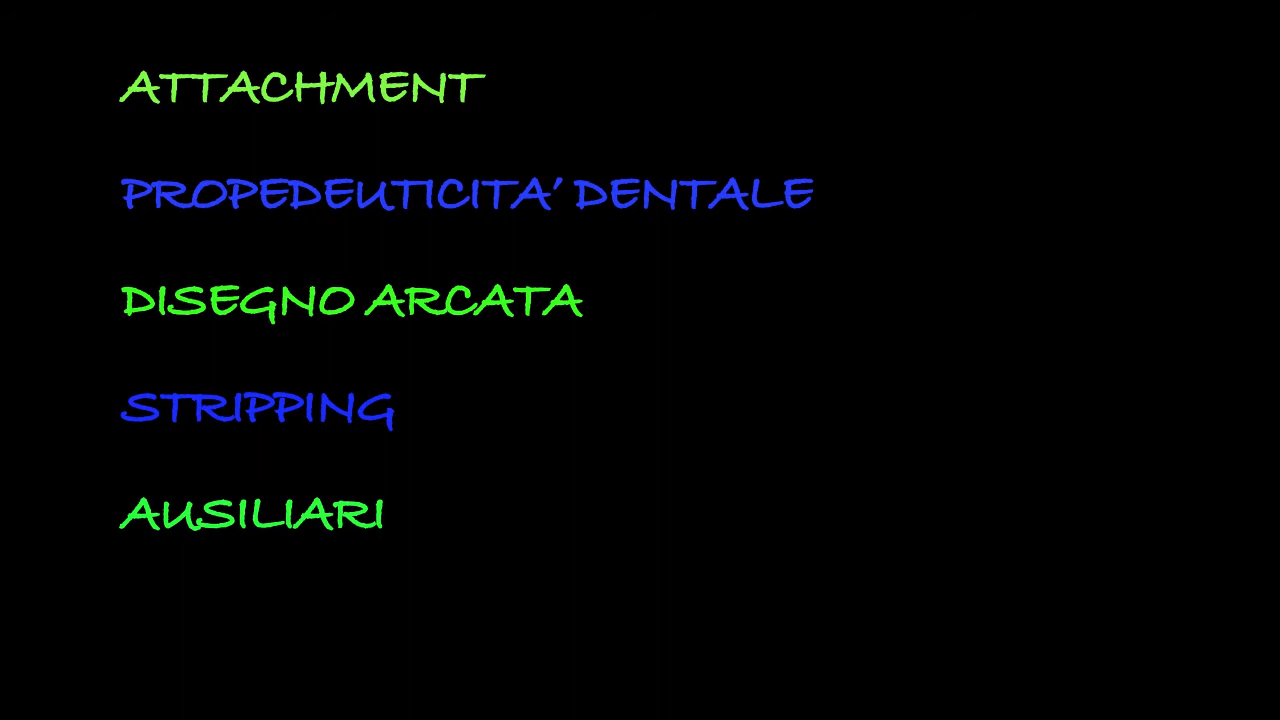 ATTACHMENT
PROPEDEUTICITA' DENTALE
DISEGNO ARCATA
STRIPPING
AUSILIARI